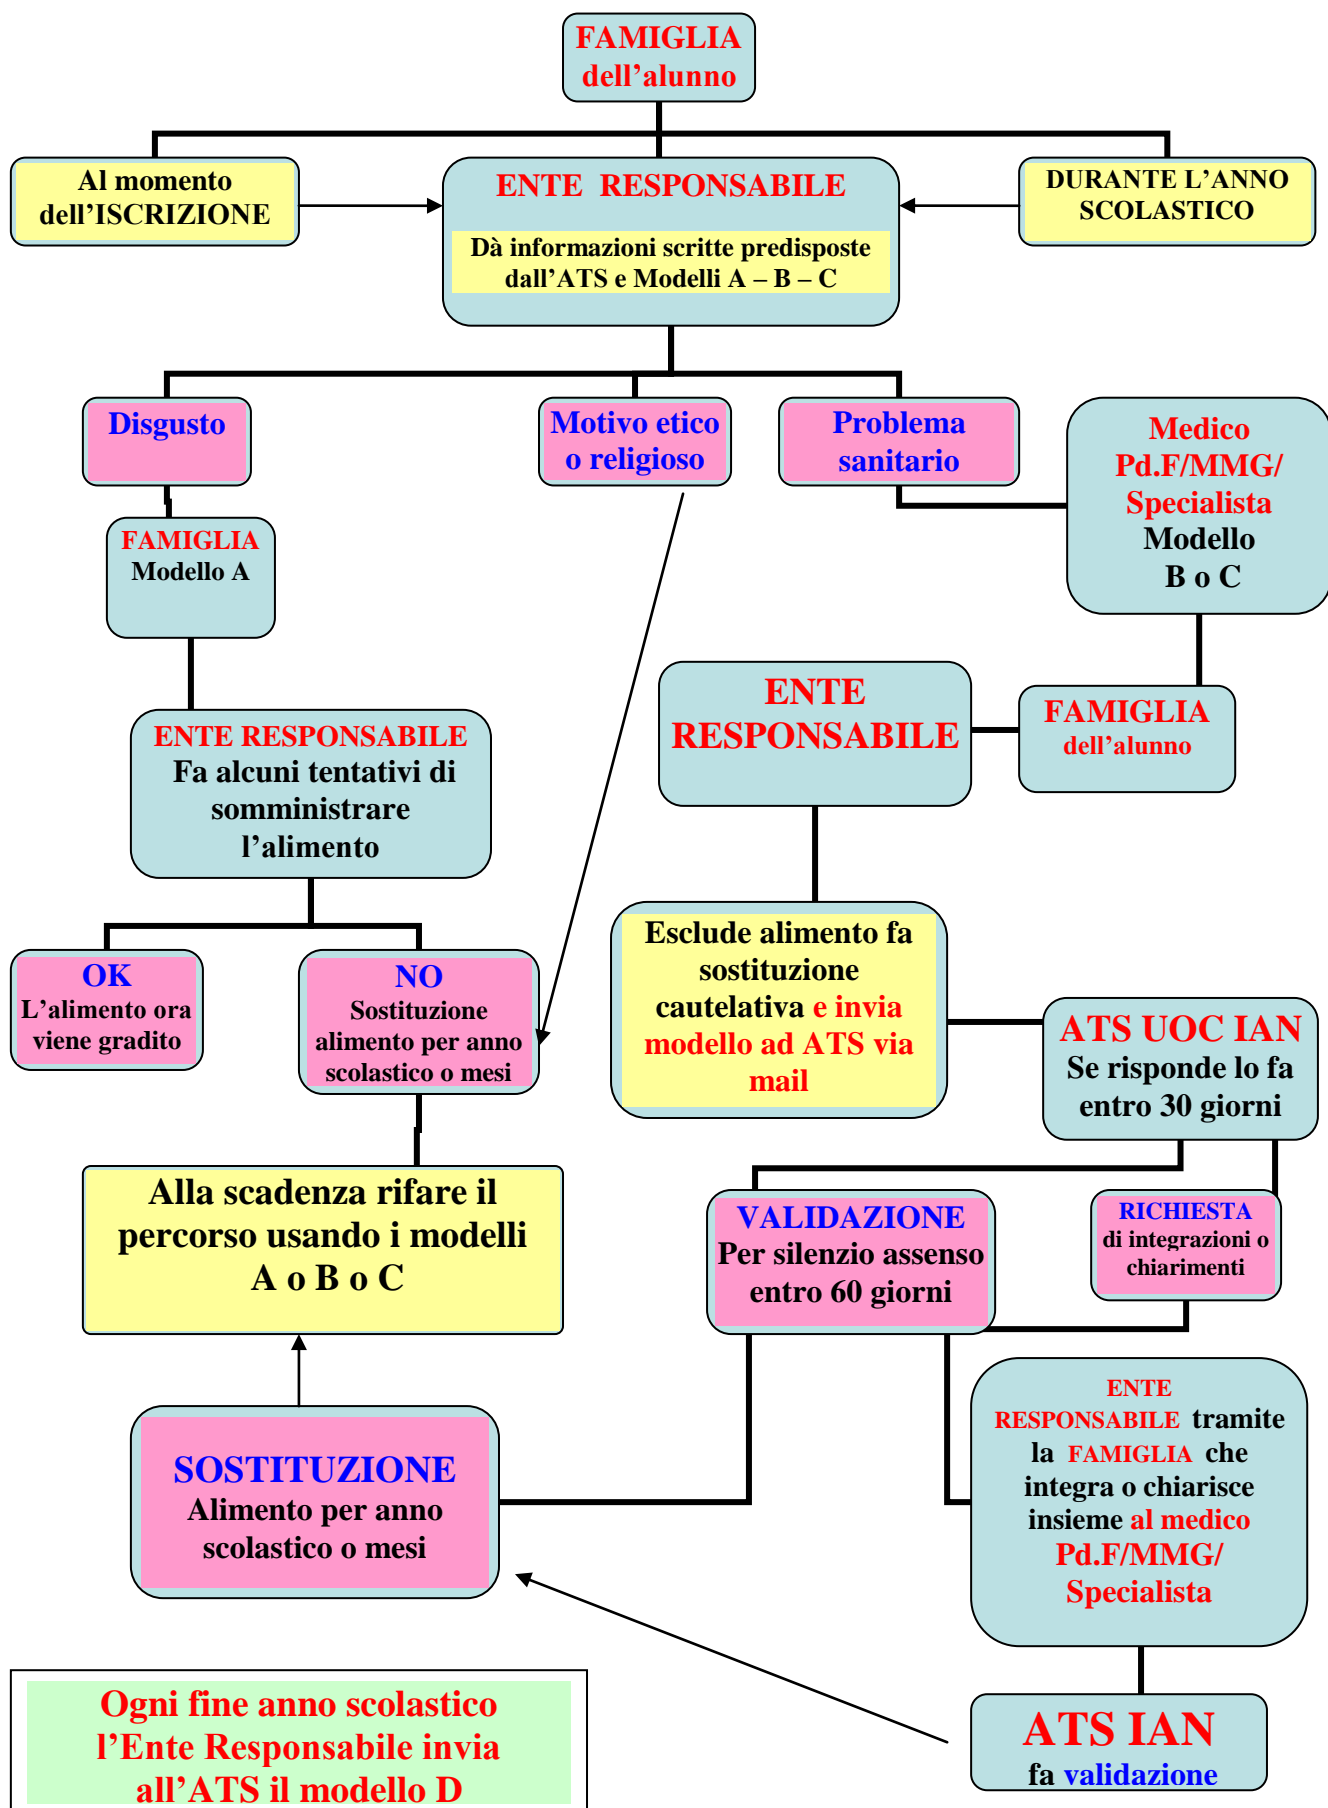 FAMIGLIA
dell'alunno
Al momento
dell'ISCRIZIONE
ENTE RESPONSABILE
Dà informazioni scritte predisposte
dall'ATS e Modelli A – B – C
DURANTE L'ANNO
SCOLASTICO
Disgusto
Motivo etico
o religioso
Problema
sanitario
Medico
Pd.F/MMG/
Specialista
Modello
B o C
FAMIGLIA
Modello A
ENTE
RESPONSABILE
FAMIGLIA
dell'alunno
ENTE RESPONSABILE
Fa alcuni tentativi di
somministrare
l'alimento
Esclude alimento fa
sostituzione
cautelativa e invia
modello ad ATS via
mail
OK
L'alimento ora
viene gradito
NO
Sostituzione
alimento per anno
scolastico o mesi
ATS UOC IAN
Se risponde lo fa
entro 30 giorni
Alla scadenza rifare il
percorso usando i modelli
A o B o C
VALIDAZIONE
Per silenzio assenso
entro 60 giorni
RICHIESTA
di integrazioni o
chiarimenti
ENTE
RESPONSABILE tramite
la FAMIGLIA che
integra o chiarisce
insieme al medico
Pd.F/MMG/
Specialista
SOSTITUZIONE
Alimento per anno
scolastico o mesi
Ogni fine anno scolastico
l'Ente Responsabile invia
all'ATS il modello D
ATS IAN
fa validazione